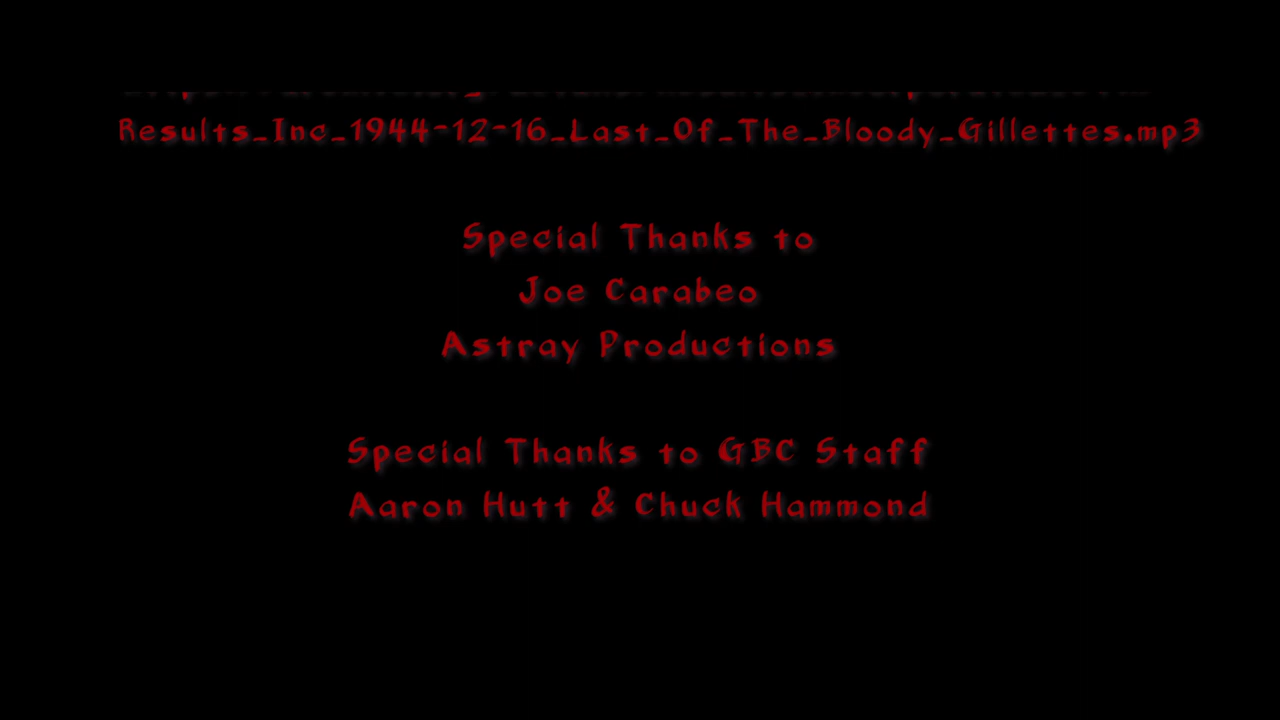 Results_Inc_1944-12-16_Last_Of_The_Bloody_Gillettes.mp3
Special Thanks to
Joe Carabeo
Astray Productions
Special Thanks to GBC Staff
Aaron Hutt & Chuck Hammond